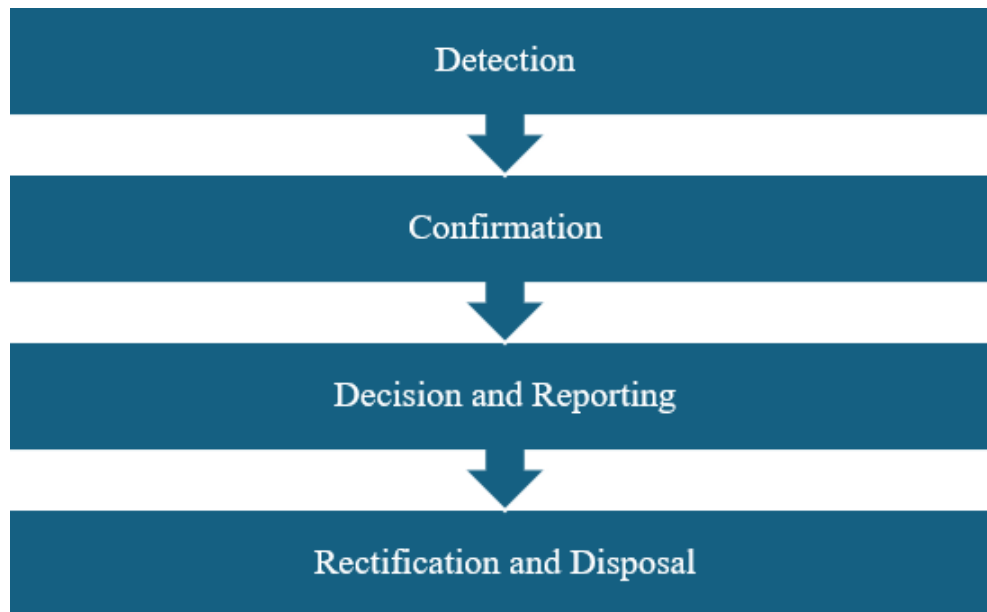 Detection
Confirmation
Decision and Reporting
Rectification and Disposal